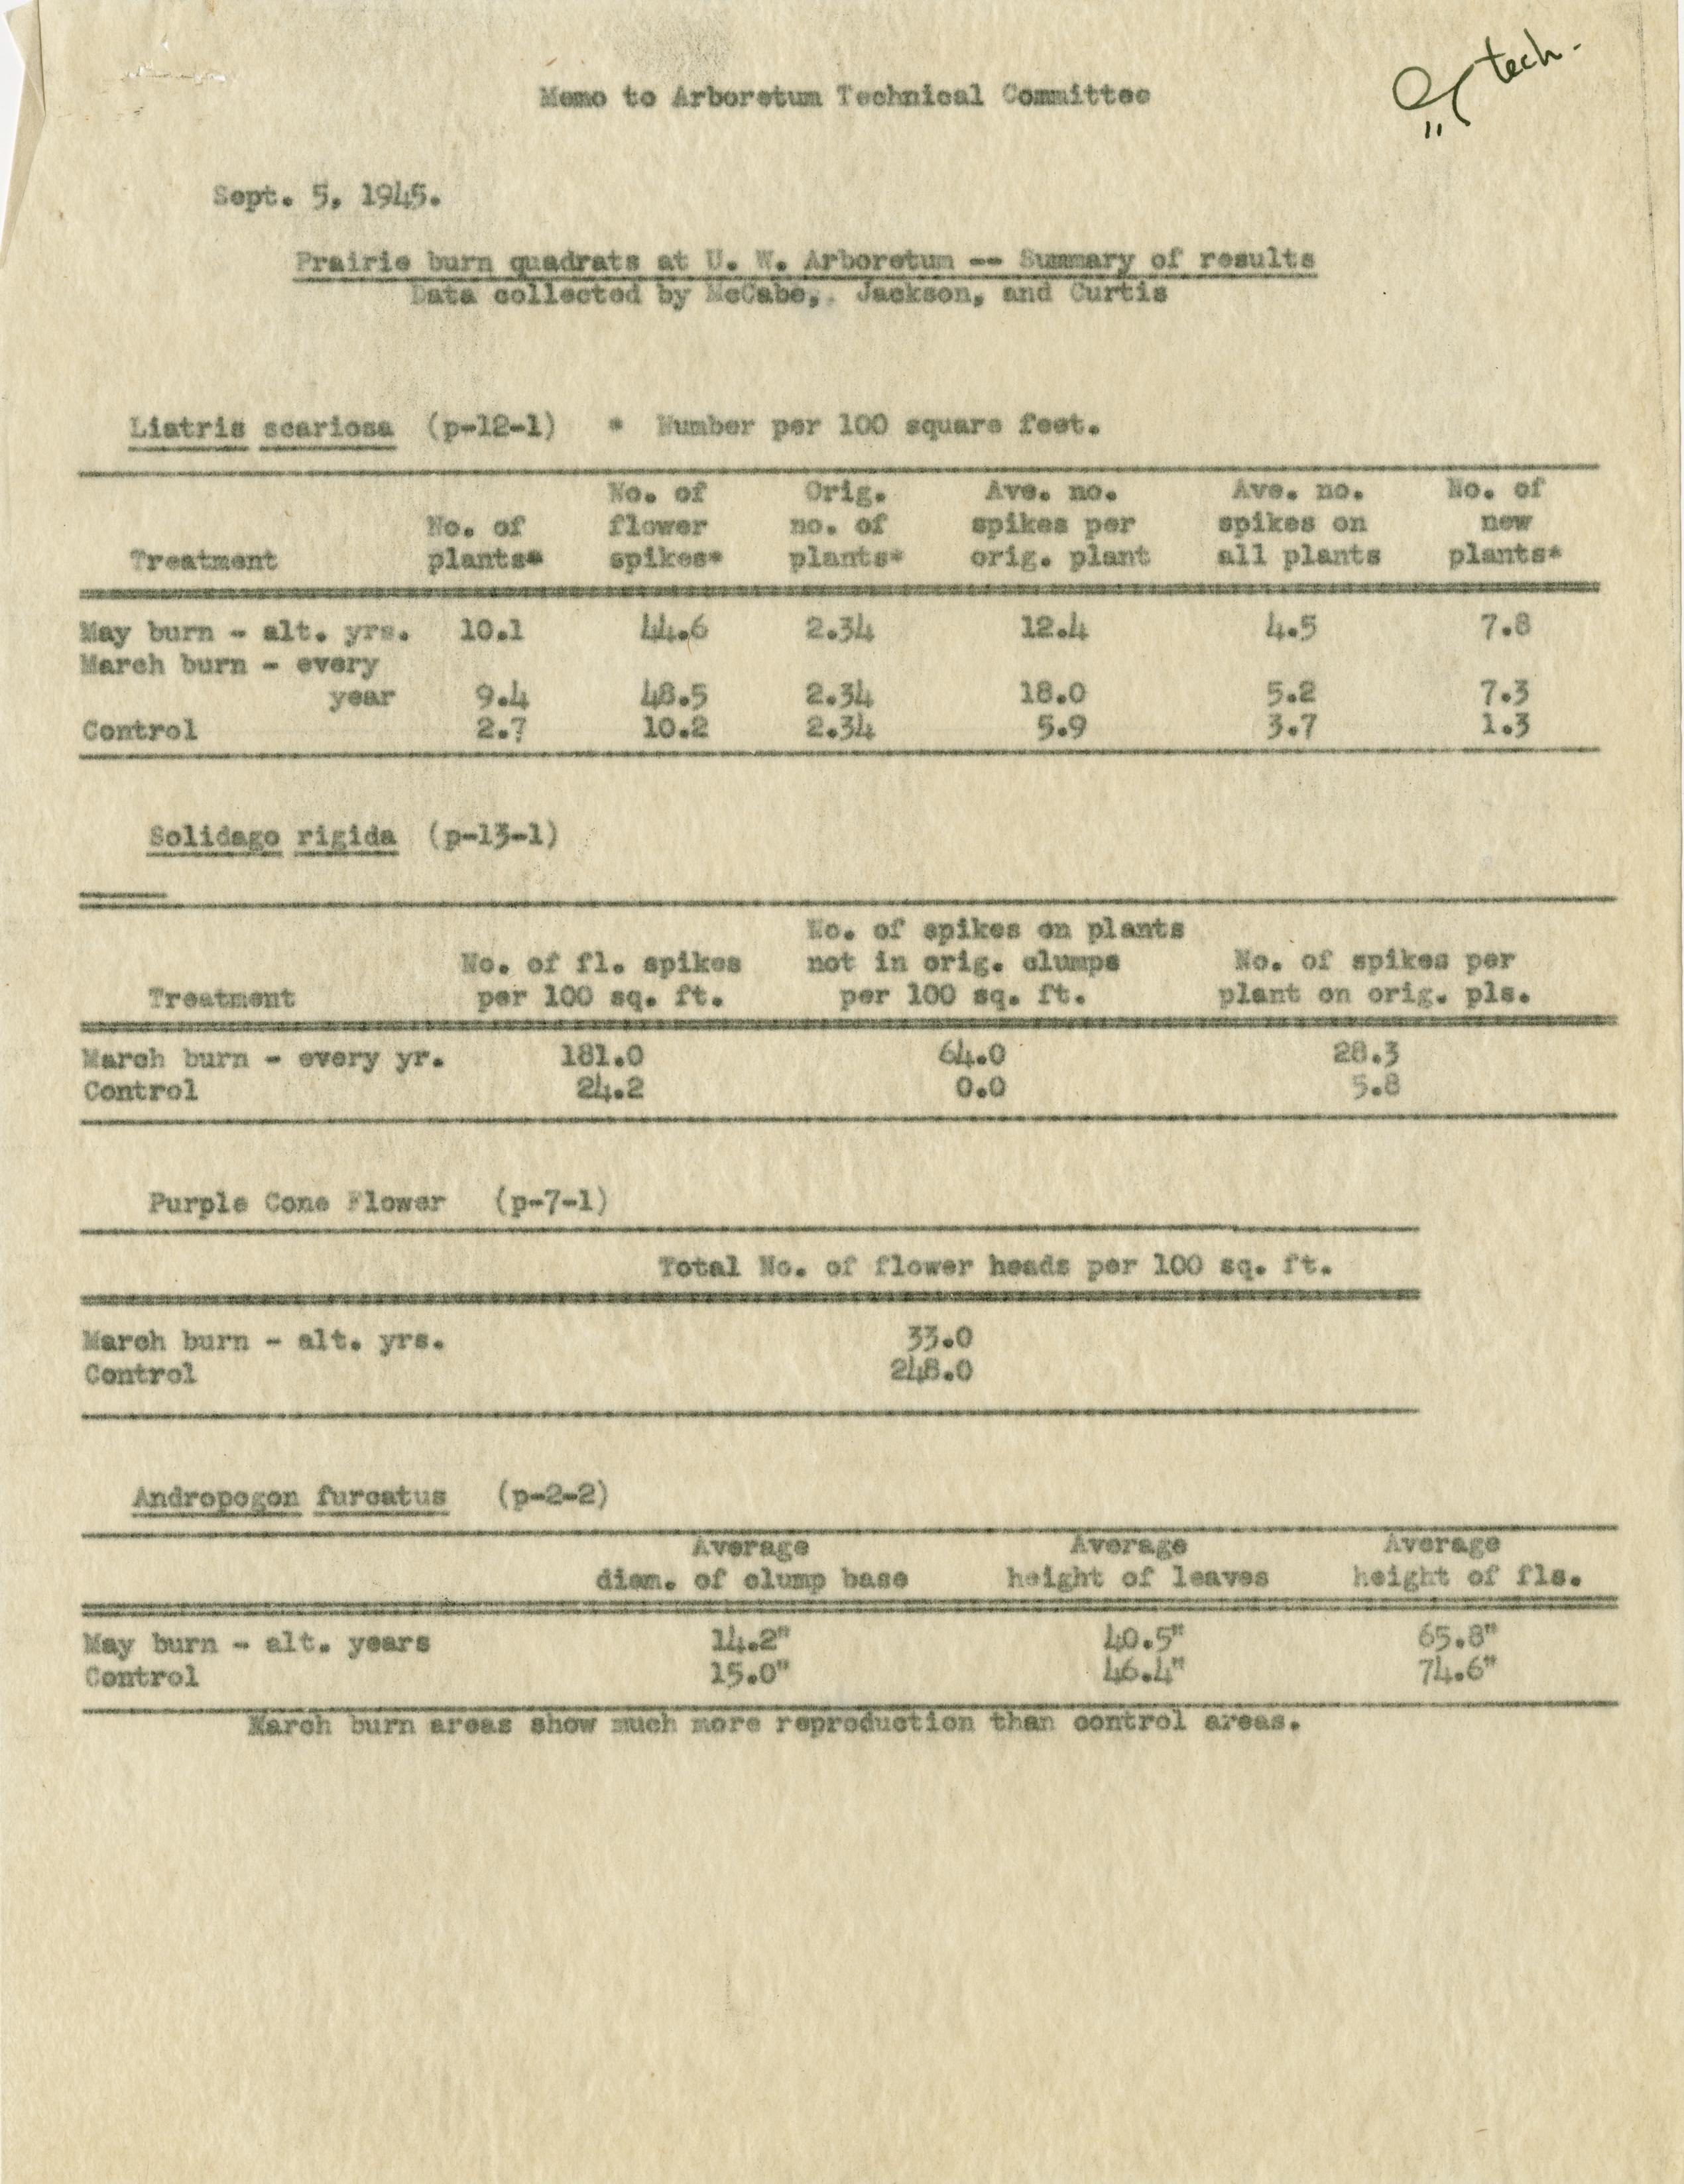 tech.
Memo to Arboretum Technical Committee
Sept. 5, 1945.
Prairie burn quadrats at U. W. Arboretum -- Summary of results
Data collected by McCabe, Jackson, and Curtis
Liatris scariosa (p-12-1) * Number per 100 square feet.
No. of Orig. Ave. no. Ave. no. No. of
No. of flower no. of spikes per spikes on new
Treatment plants* spikes* plants* orig. plant all plants plants*
May burn - alt. yrs. 10.1 44.6 2.34 12.4 4.5 7.8
March burn - every
year 9.4 48.5 2.34 18.0 5.2 7.3
Control 2.7 10.2 2.34 5.9 3.7 1.3
Solidago rigida (p-13-1)
No. of spikes on plants
No. of fl. spikes not in orig. clumps No. of spikes per
Treatment per 100 sq. ft. per 100 sq. ft. plant on orig. pls.
March burn - every yr. 181.0 64.0 28.3
Control 24.2 0.0 5.8
Purple Cone Flower (p-7-1)
Total No. of flower heads per 100 sq. ft.
March burn - alt. yrs. 33.0
Control 248.0
Andropogon furcatus (p-2-2)
Average Average Average
diam. of clump base height of leaves height of fls.
May burn - alt. years 14.2" 40.5" 65.8"
Control 15.0" 46.4" 74.6"
March burn areas show much more reproduction than control areas.